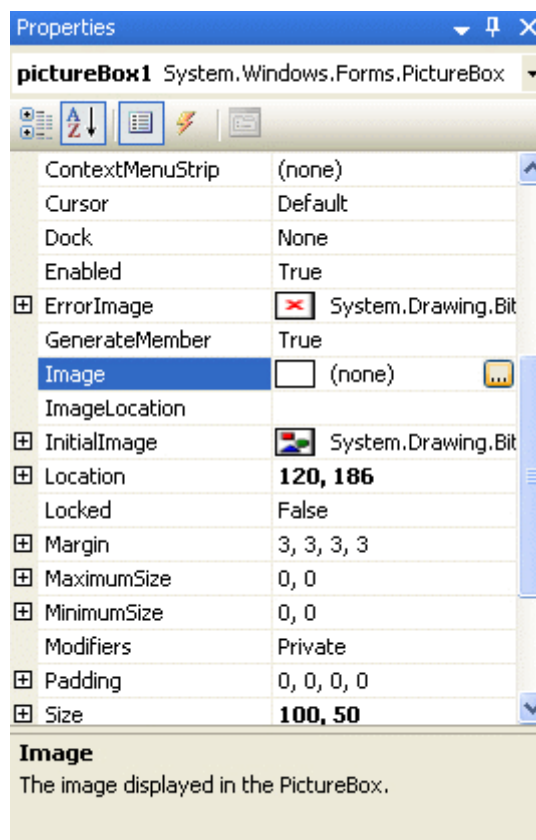 Properties
pictureBox1 System.Windows.Forms.PictureBox
ContextMenuStrip (none)
Cursor Default
Dock None
Enabled True
ErrorImage System.Drawing.Bit
GenerateMember True
Image (none) ...
ImageLocation
InitialImage System.Drawing.Bit
Location 120, 186
Locked False
Margin 3, 3, 3, 3
MaximumSize 0, 0
MinimumSize 0, 0
Modifiers Private
Padding 0, 0, 0, 0
Size 100, 50
Image
The image displayed in the PictureBox.